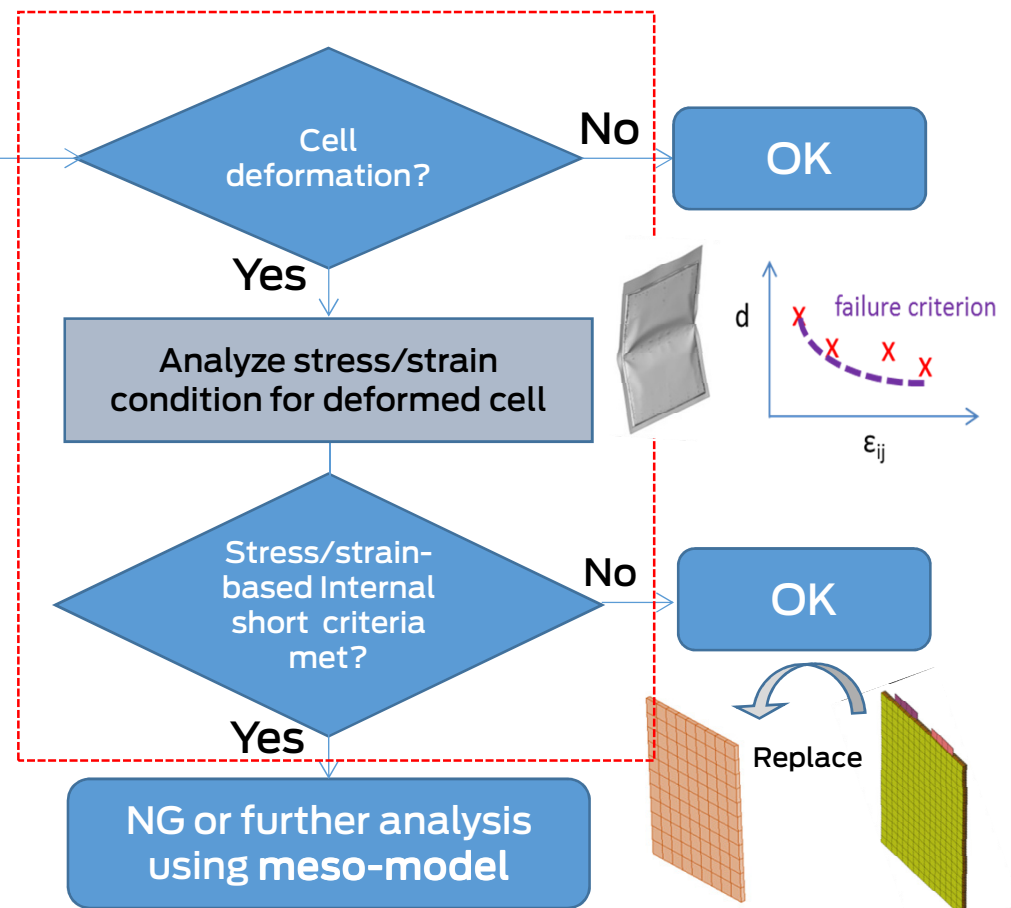 Cell
deformation?
No
OK
Yes
Analyze stress/strain
condition for deformed cell
d
X
X
X
X
failure criterion
εij
Stress/strain-
based Internal
short criteria
met?
No
OK
Yes
Replace
NG or further analysis
using meso-model